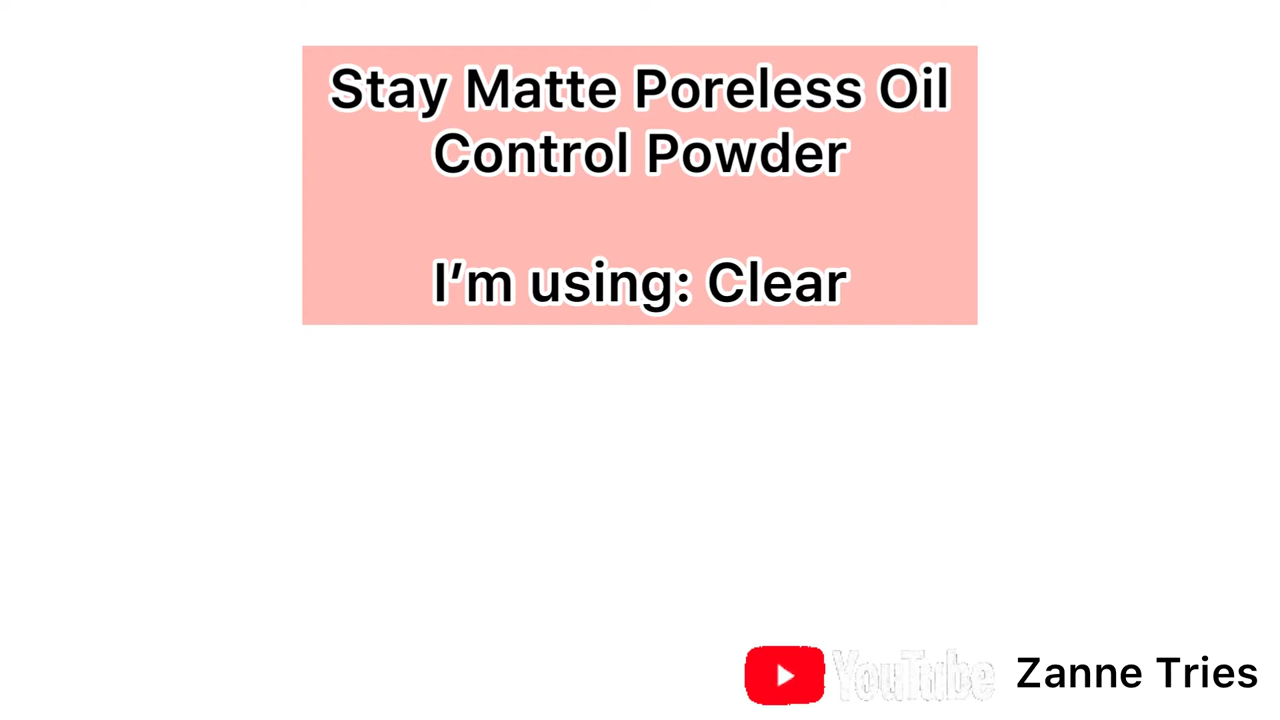 Stay Matte Poreless Oil
Control Powder
I’m using: Clear
YouTube Zanne Tries